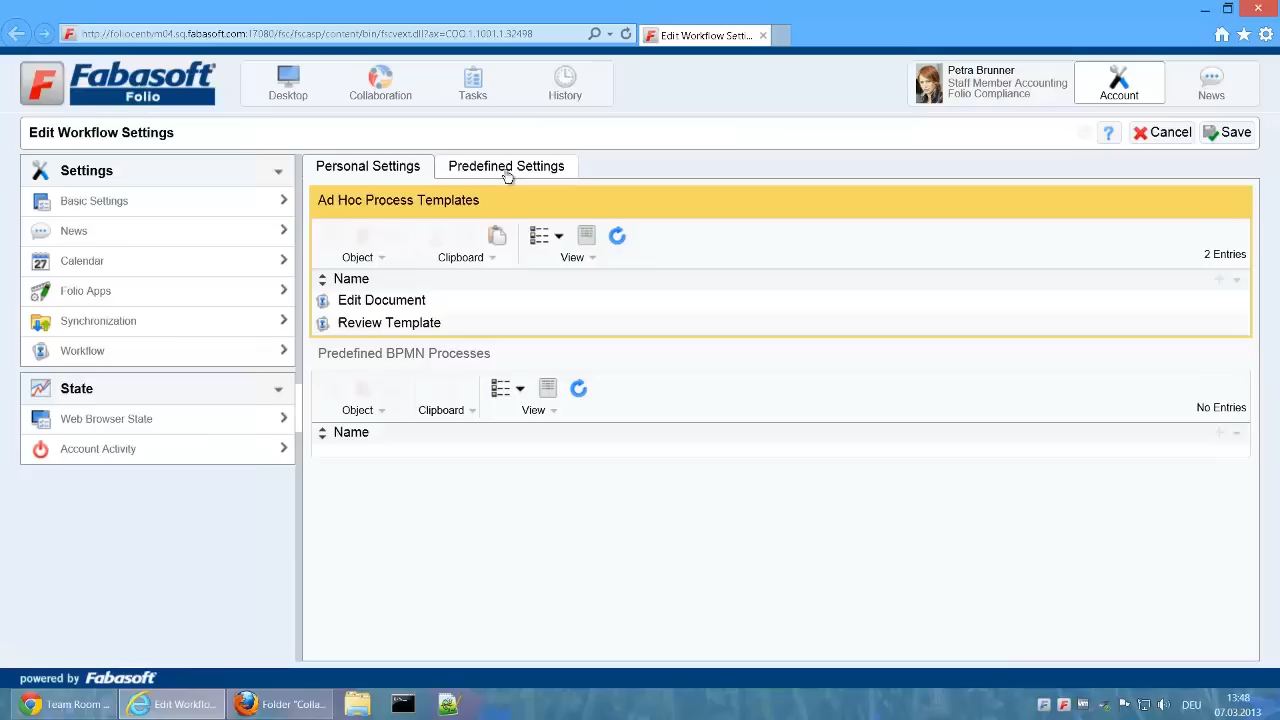 http://foliocentvm04.sq.fabasoft.com:17080/fsc/fscasp/content/bin/fscvext.dll?ax=COO.1.1001.1.32498
Edit Workflow Setti...
Fabasoft
Folio
Desktop
Collaboration
Tasks
History
Petra Brunner
Staff Member Accounting
Folio Compliance
Account
News
Edit Workflow Settings
? Cancel Save
Settings
Basic Settings
News
27 Calendar
Folio Apps
Synchronization
Workflow
State
Web Browser State
Account Activity
Personal Settings
Predefined Settings
Ad Hoc Process Templates
Object Clipboard View
2 Entries
Name
Edit Document
Review Template
Predefined BPMN Processes
Object Clipboard View
No Entries
Name
powered by Fabasoft
Team Room ...
Edit Workflo...
Folder "Colla...
DEU
13:48
07.03.2013